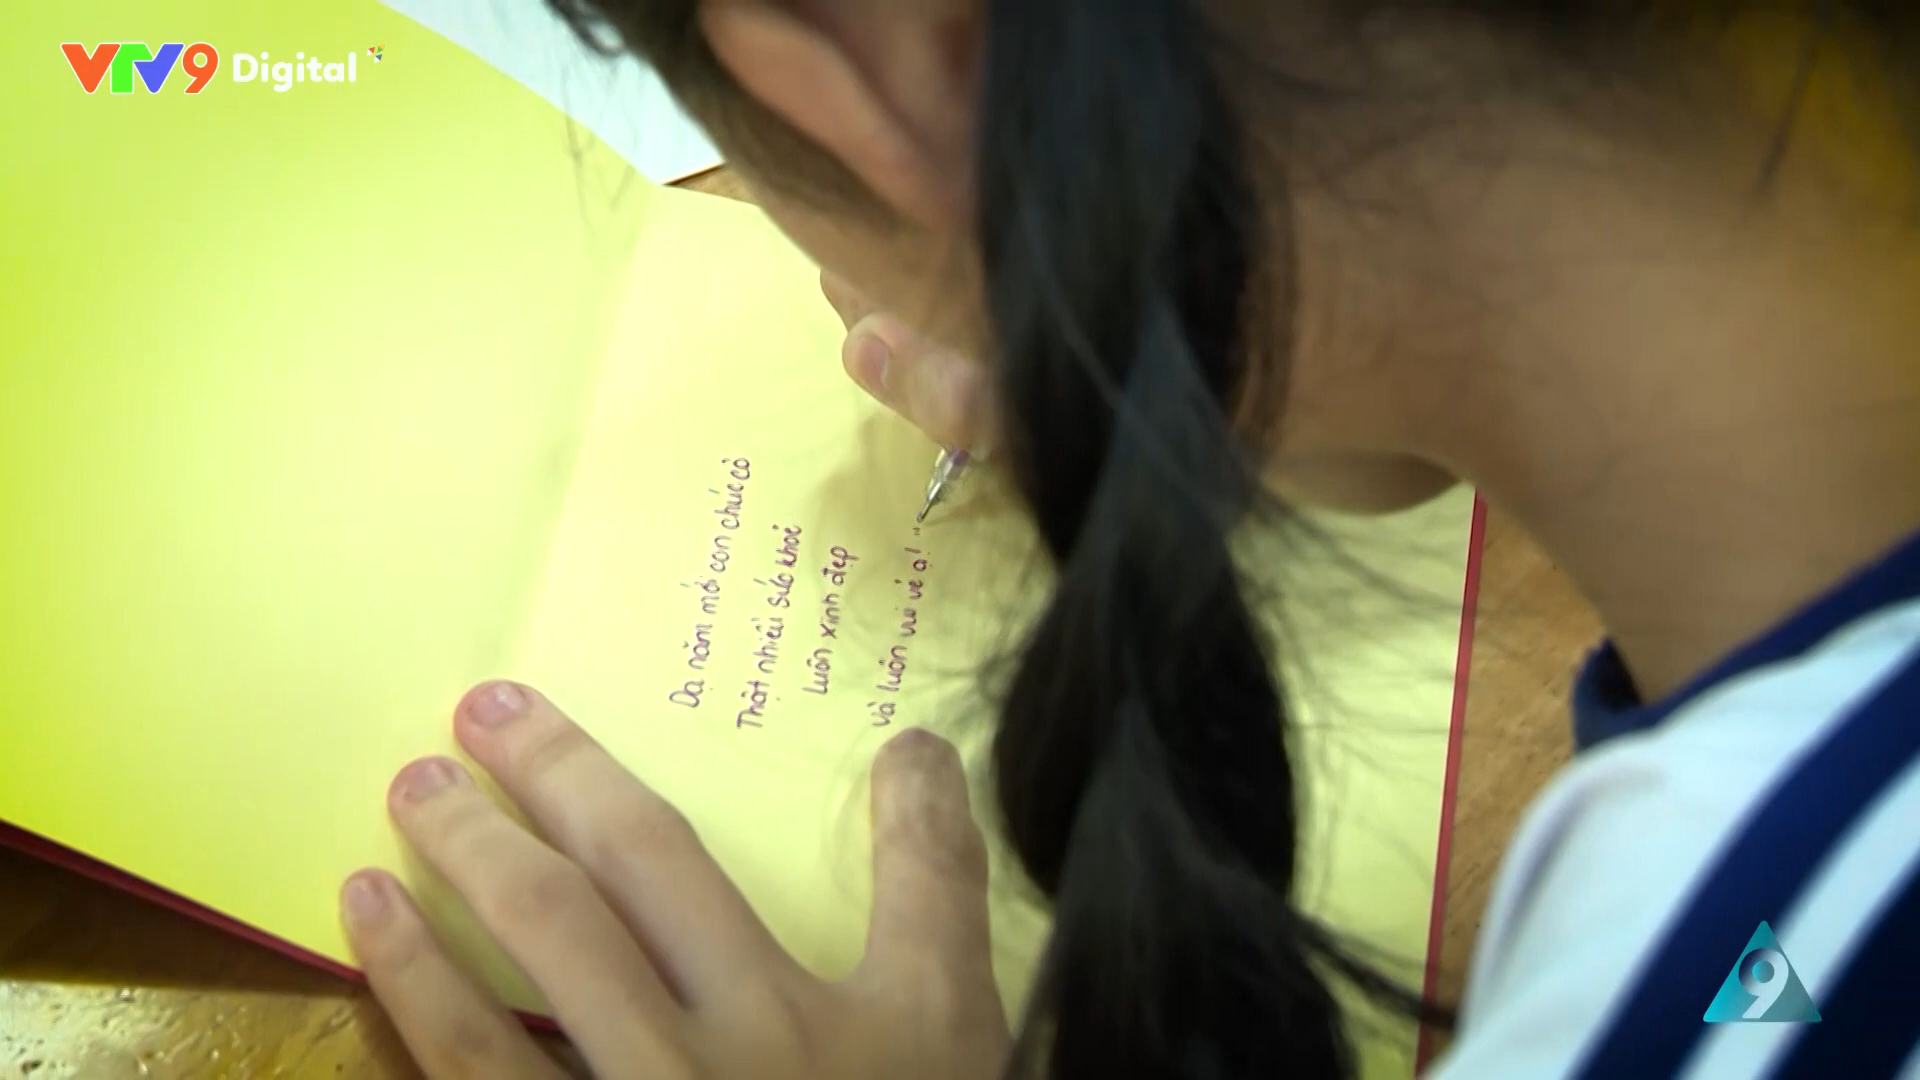 VTV9 Digital
Dạ năm mới con chúc cô
Thật nhiều sức khoẻ
Luôn xinh đẹp
Và luôn vui vẻ ạ! "
9